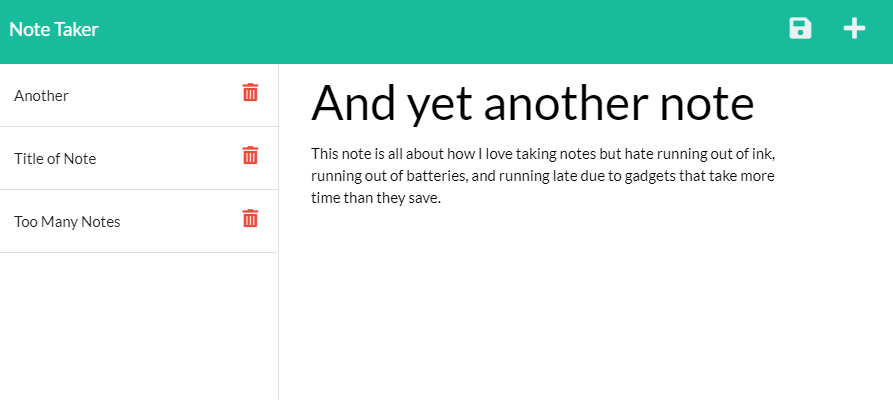 Note Taker
Another
Title of Note
Too Many Notes
And yet another note
This note is all about how I love taking notes but hate running out of ink,
running out of batteries, and running late due to gadgets that take more
time than they save.